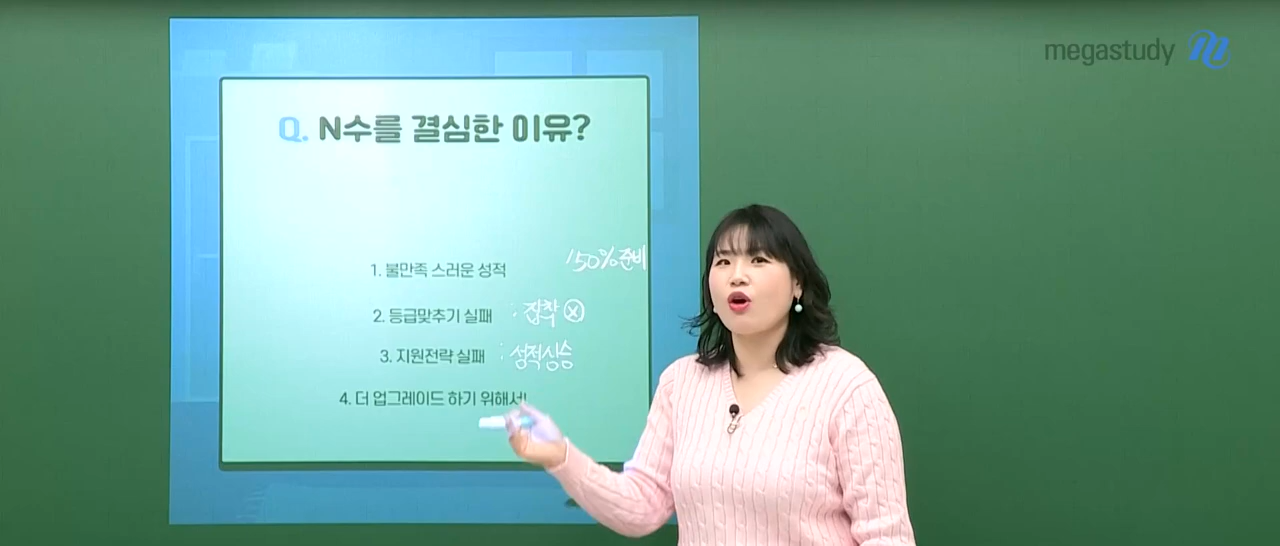 megastudy
Q. N수를 결심한 이유?
1. 불만족 스러운 성적
150% 준비
2. 등급맞추기 실패 : 집착 ⓧ
3. 지원전략 실패 : 성적상승
4. 더 업그레이드 하기 위해서!